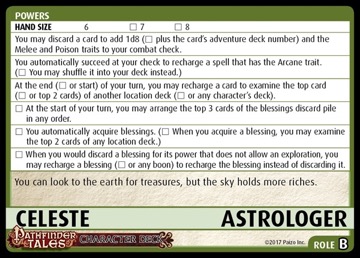 POWERS
HAND SIZE 6 □ 7 □ 8
You may discard a card to add 1d8 (□ plus the card's adventure deck number) and
the Melee and Poison traits to your combat check.
You automatically succeed at your check to recharge a spell that has the Arcane trait.
(□ You may shuffle it into your deck instead.)
At the end (□ or start) of your turn, you may recharge a card to examine the top card
(□ or top 2 cards) of another location deck (□ or any character's deck).
□ At the start of your turn, you may arrange the top 3 cards of the blessings discard pile
in any order.
□ You automatically acquire blessings. (□ When you acquire a blessing, you may examine
the top 2 cards of any location deck.)
□ When you would discard a blessing for its power that does not allow an exploration, you
may recharge a blessing (□ or any boon) to recharge the blessing instead of discarding it.
You can look to the earth for treasures, but the sky holds more riches.
CELESTE ASTROLOGER
PATHFINDER TALES CHARACTER DECK
©2017 Paizo Inc. ROLE B